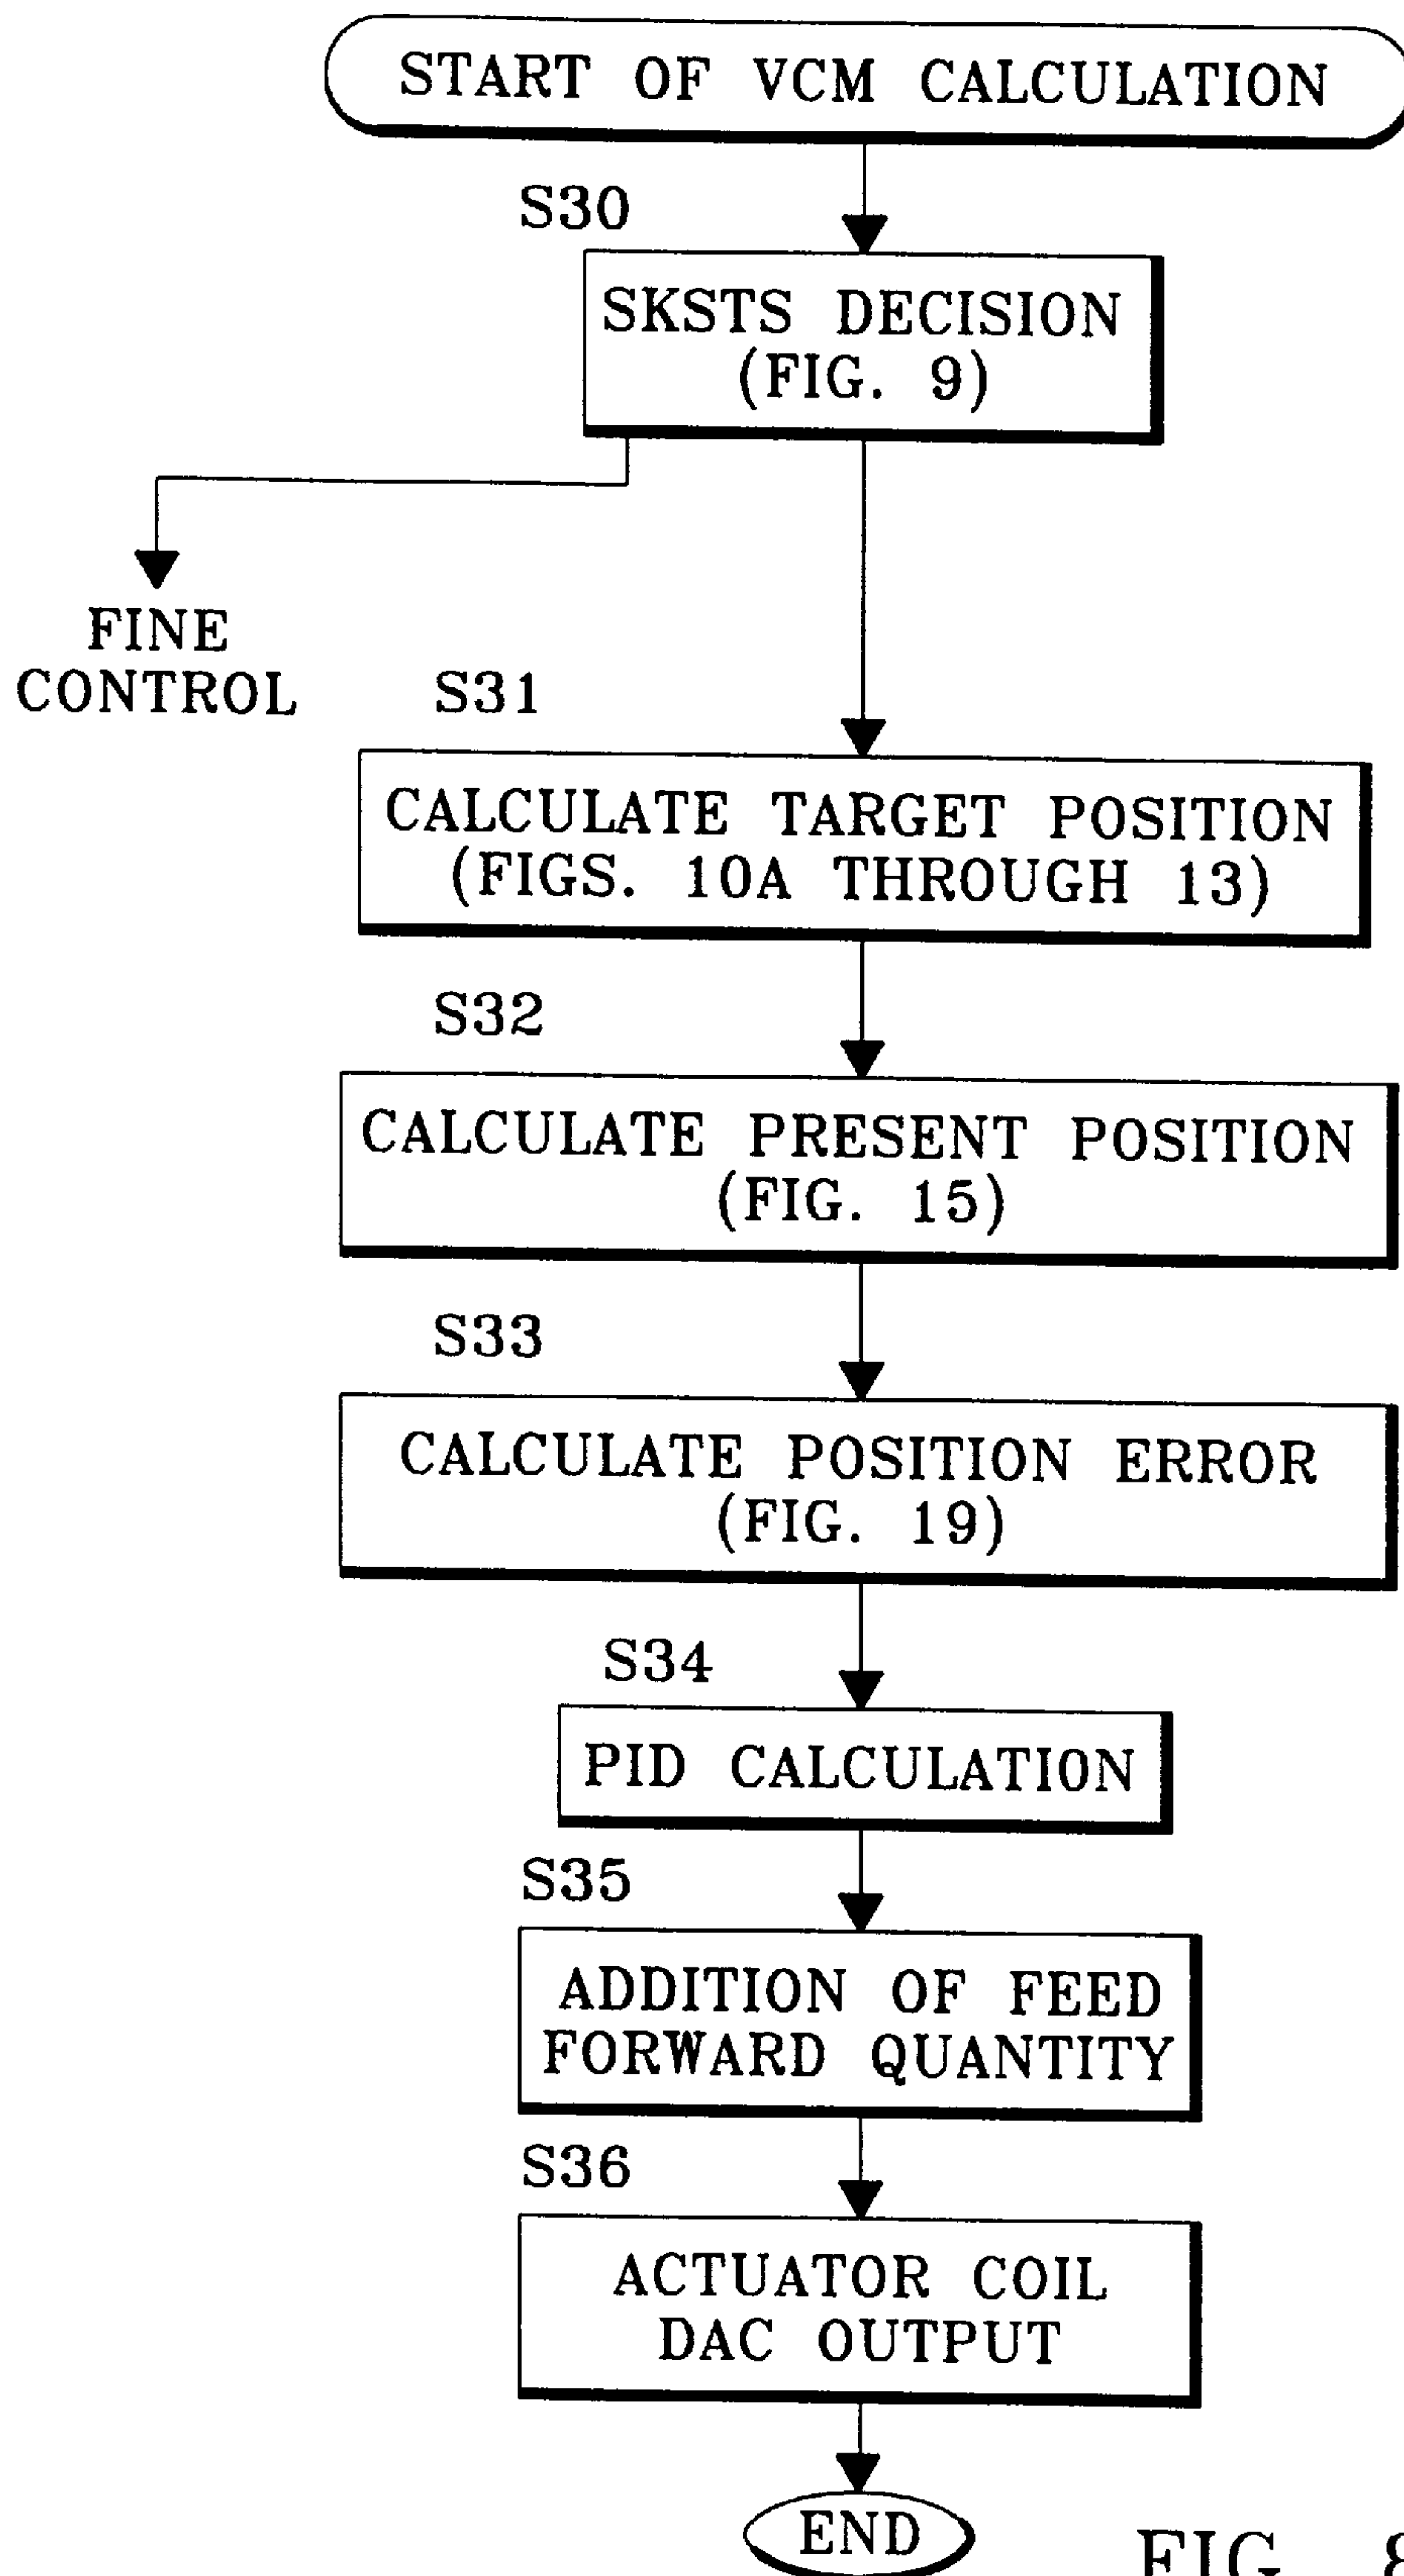 START OF VCM CALCULATION
S30
SKSTS DECISION
(FIG. 9)
FINE
CONTROL
S31
CALCULATE TARGET POSITION
(FIGS. 10A THROUGH 13)
S32
CALCULATE PRESENT POSITION
(FIG. 15)
S33
CALCULATE POSITION ERROR
(FIG. 19)
S34
PID CALCULATION
S35
ADDITION OF FEED
FORWARD QUANTITY
S36
ACTUATOR COIL
DAC OUTPUT
END
FIG. 8